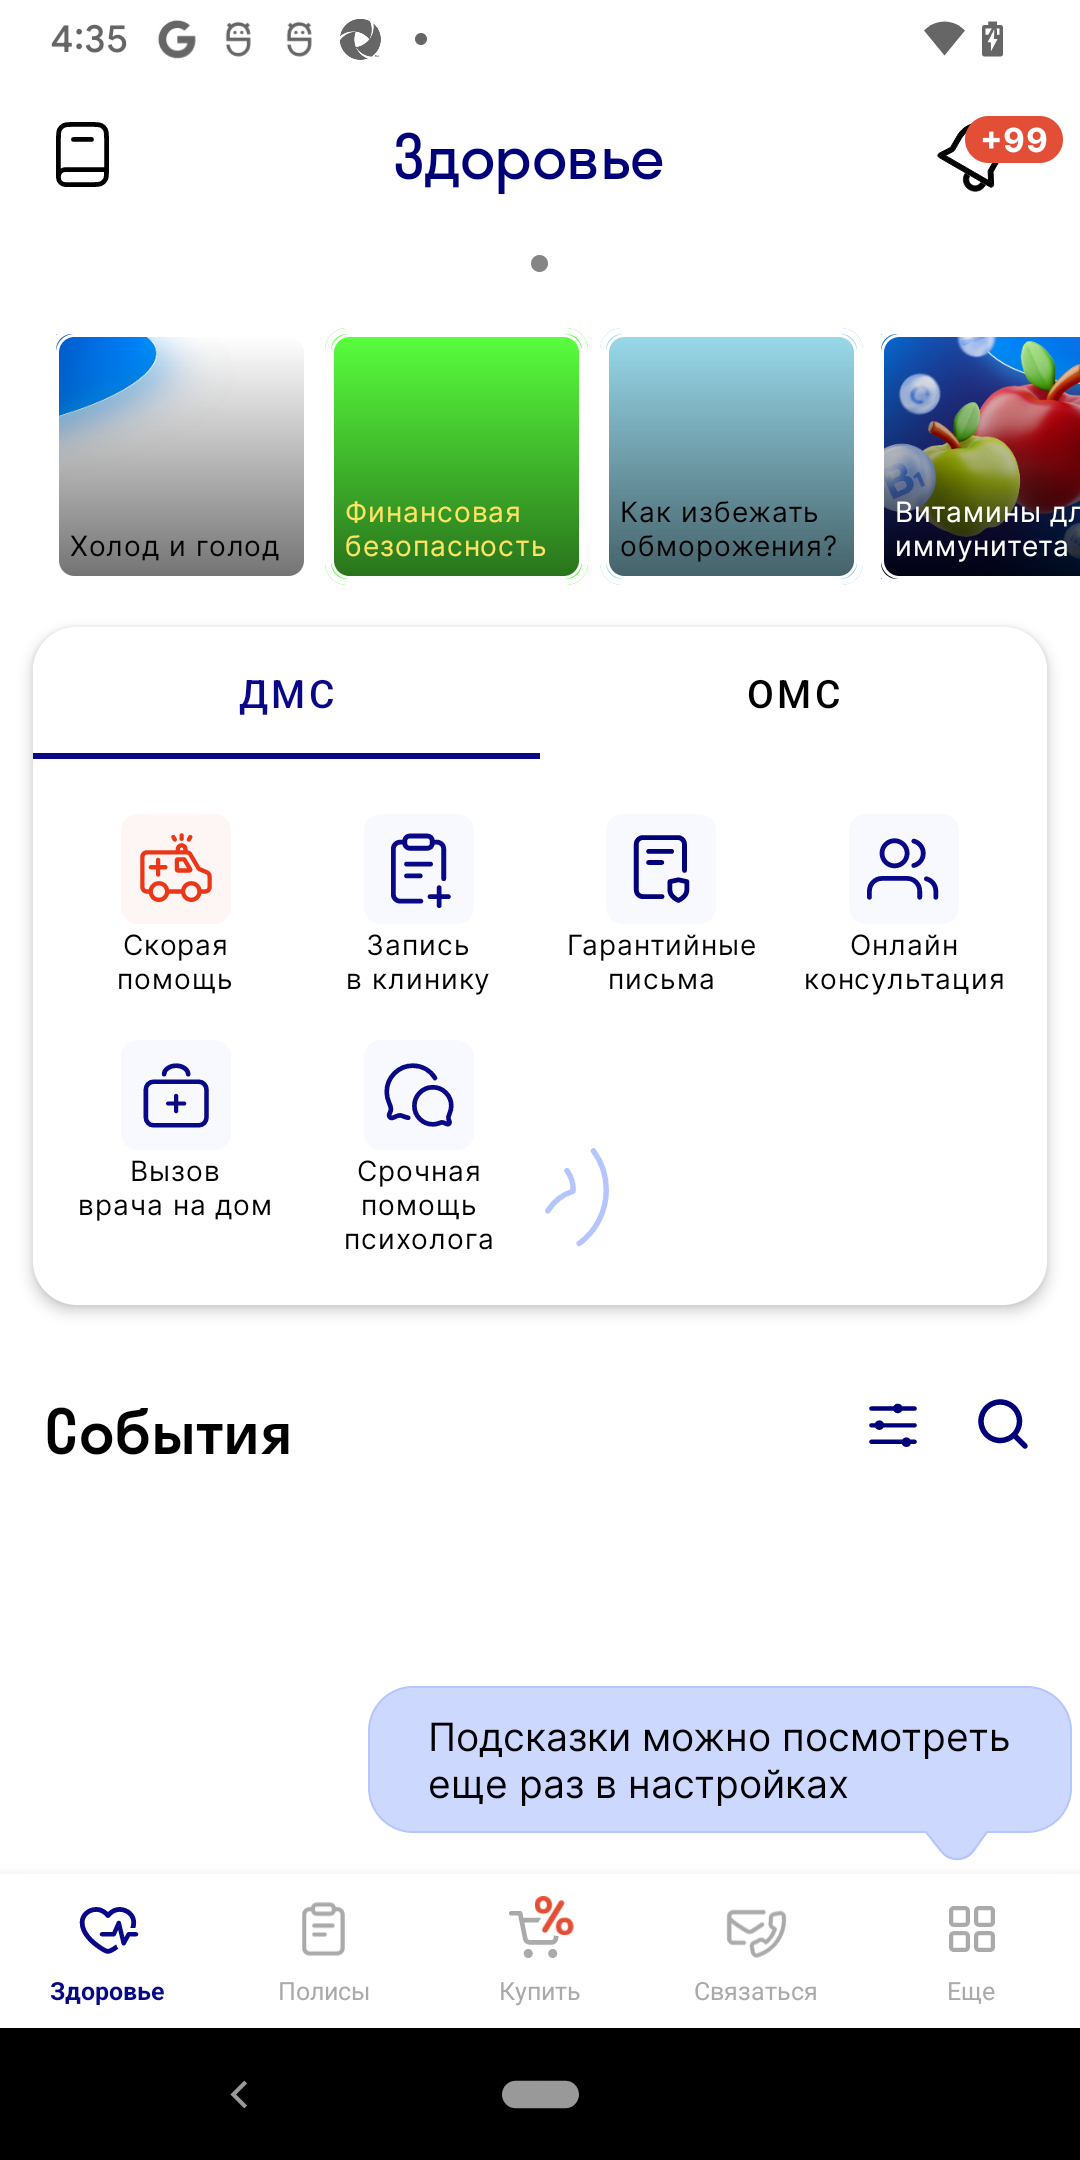 4:35
Здоровье
+99
Холод и голод
Финансовая
безопасность
Как избежать
обморожения?
Витамины дл
иммунитета
B1
ДМС
ОМС
Скорая
помощь
Запись
в клинику
Гарантийные
письма
Онлайн
консультация
Вызов
врача на дом
Срочная
помощь
психолога
События
Подсказки можно посмотреть
еще раз в настройках
Здоровье
Полисы
%
Купить
Связаться
Еще